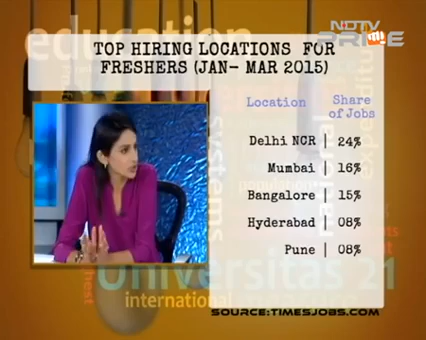 NDTV
PRIME
TOP HIRING LOCATIONS FOR
FRESHERS (JAN- MAR 2015)
Location Share
of Jobs
Delhi NCR | 24%
Mumbai | 16%
Bangalore | 15%
Hyderabad | 08%
Pune | 08%
education
systems
Universitas 21
international
SOURCE:TIMESJOBS.COM